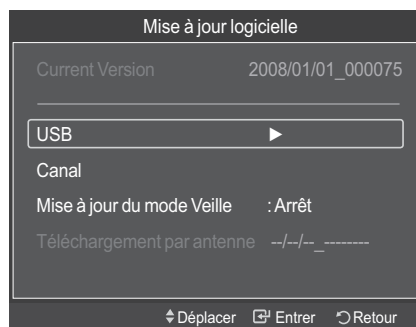 Mise à jour logicielle
Current Version 2008/01/01_000075
USB ►
Canal
Mise à jour du mode Veille : Arrêt
Téléchargement par antenne --/--/--_--------
Déplacer Entrer Retour